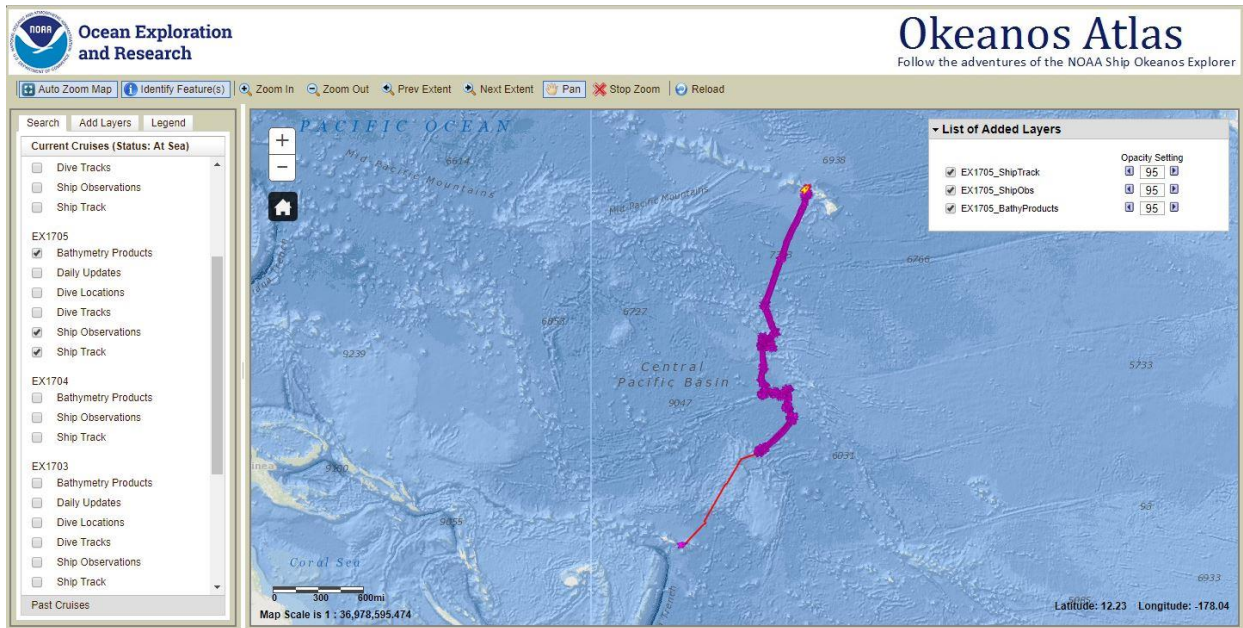 NOAA
Ocean Exploration
and Research
Okeanos Atlas
Follow the adventures of the NOAA Ship Okeanos Explorer
Auto Zoom Map Identify Feature(s) Zoom In Zoom Out Prev Extent Next Extent Pan Stop Zoom Reload
Search Add Layers Legend
Current Cruises (Status: At Sea)
Dive Tracks
Ship Observations
Ship Track
EX1705
Bathymetry Products
Daily Updates
Dive Locations
Dive Tracks
Ship Observations
Ship Track
EX1704
Bathymetry Products
Ship Observations
Ship Track
EX1703
Bathymetry Products
Daily Updates
Dive Locations
Dive Tracks
Ship Observations
Ship Track
Past Cruises
+
−
PACIFIC OCEAN
Mid-Pacific Mountains
6614
Mid-Pacific Mountains
6938
6766
6858
6727
9239
Central
Pacific Basin
9047
5733
6031
9055
Coral Sea
6933
Trench
List of Added Layers
Opacity Setting
EX1705_ShipTrack 95
EX1705_ShipObs 95
EX1705_BathyProducts 95
0 300 600mi
Map Scale is 1 : 36,978,595.474
Latitude: 12.23 Longitude: -178.04